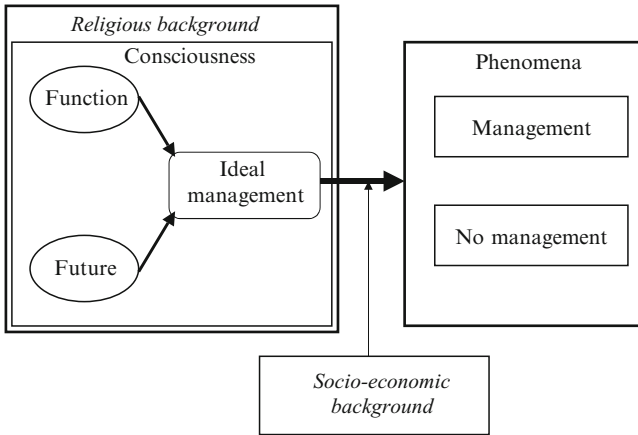 Religious background
Consciousness
Function
Ideal
management
Future
Phenomena
Management
No management
Socio-economic
background